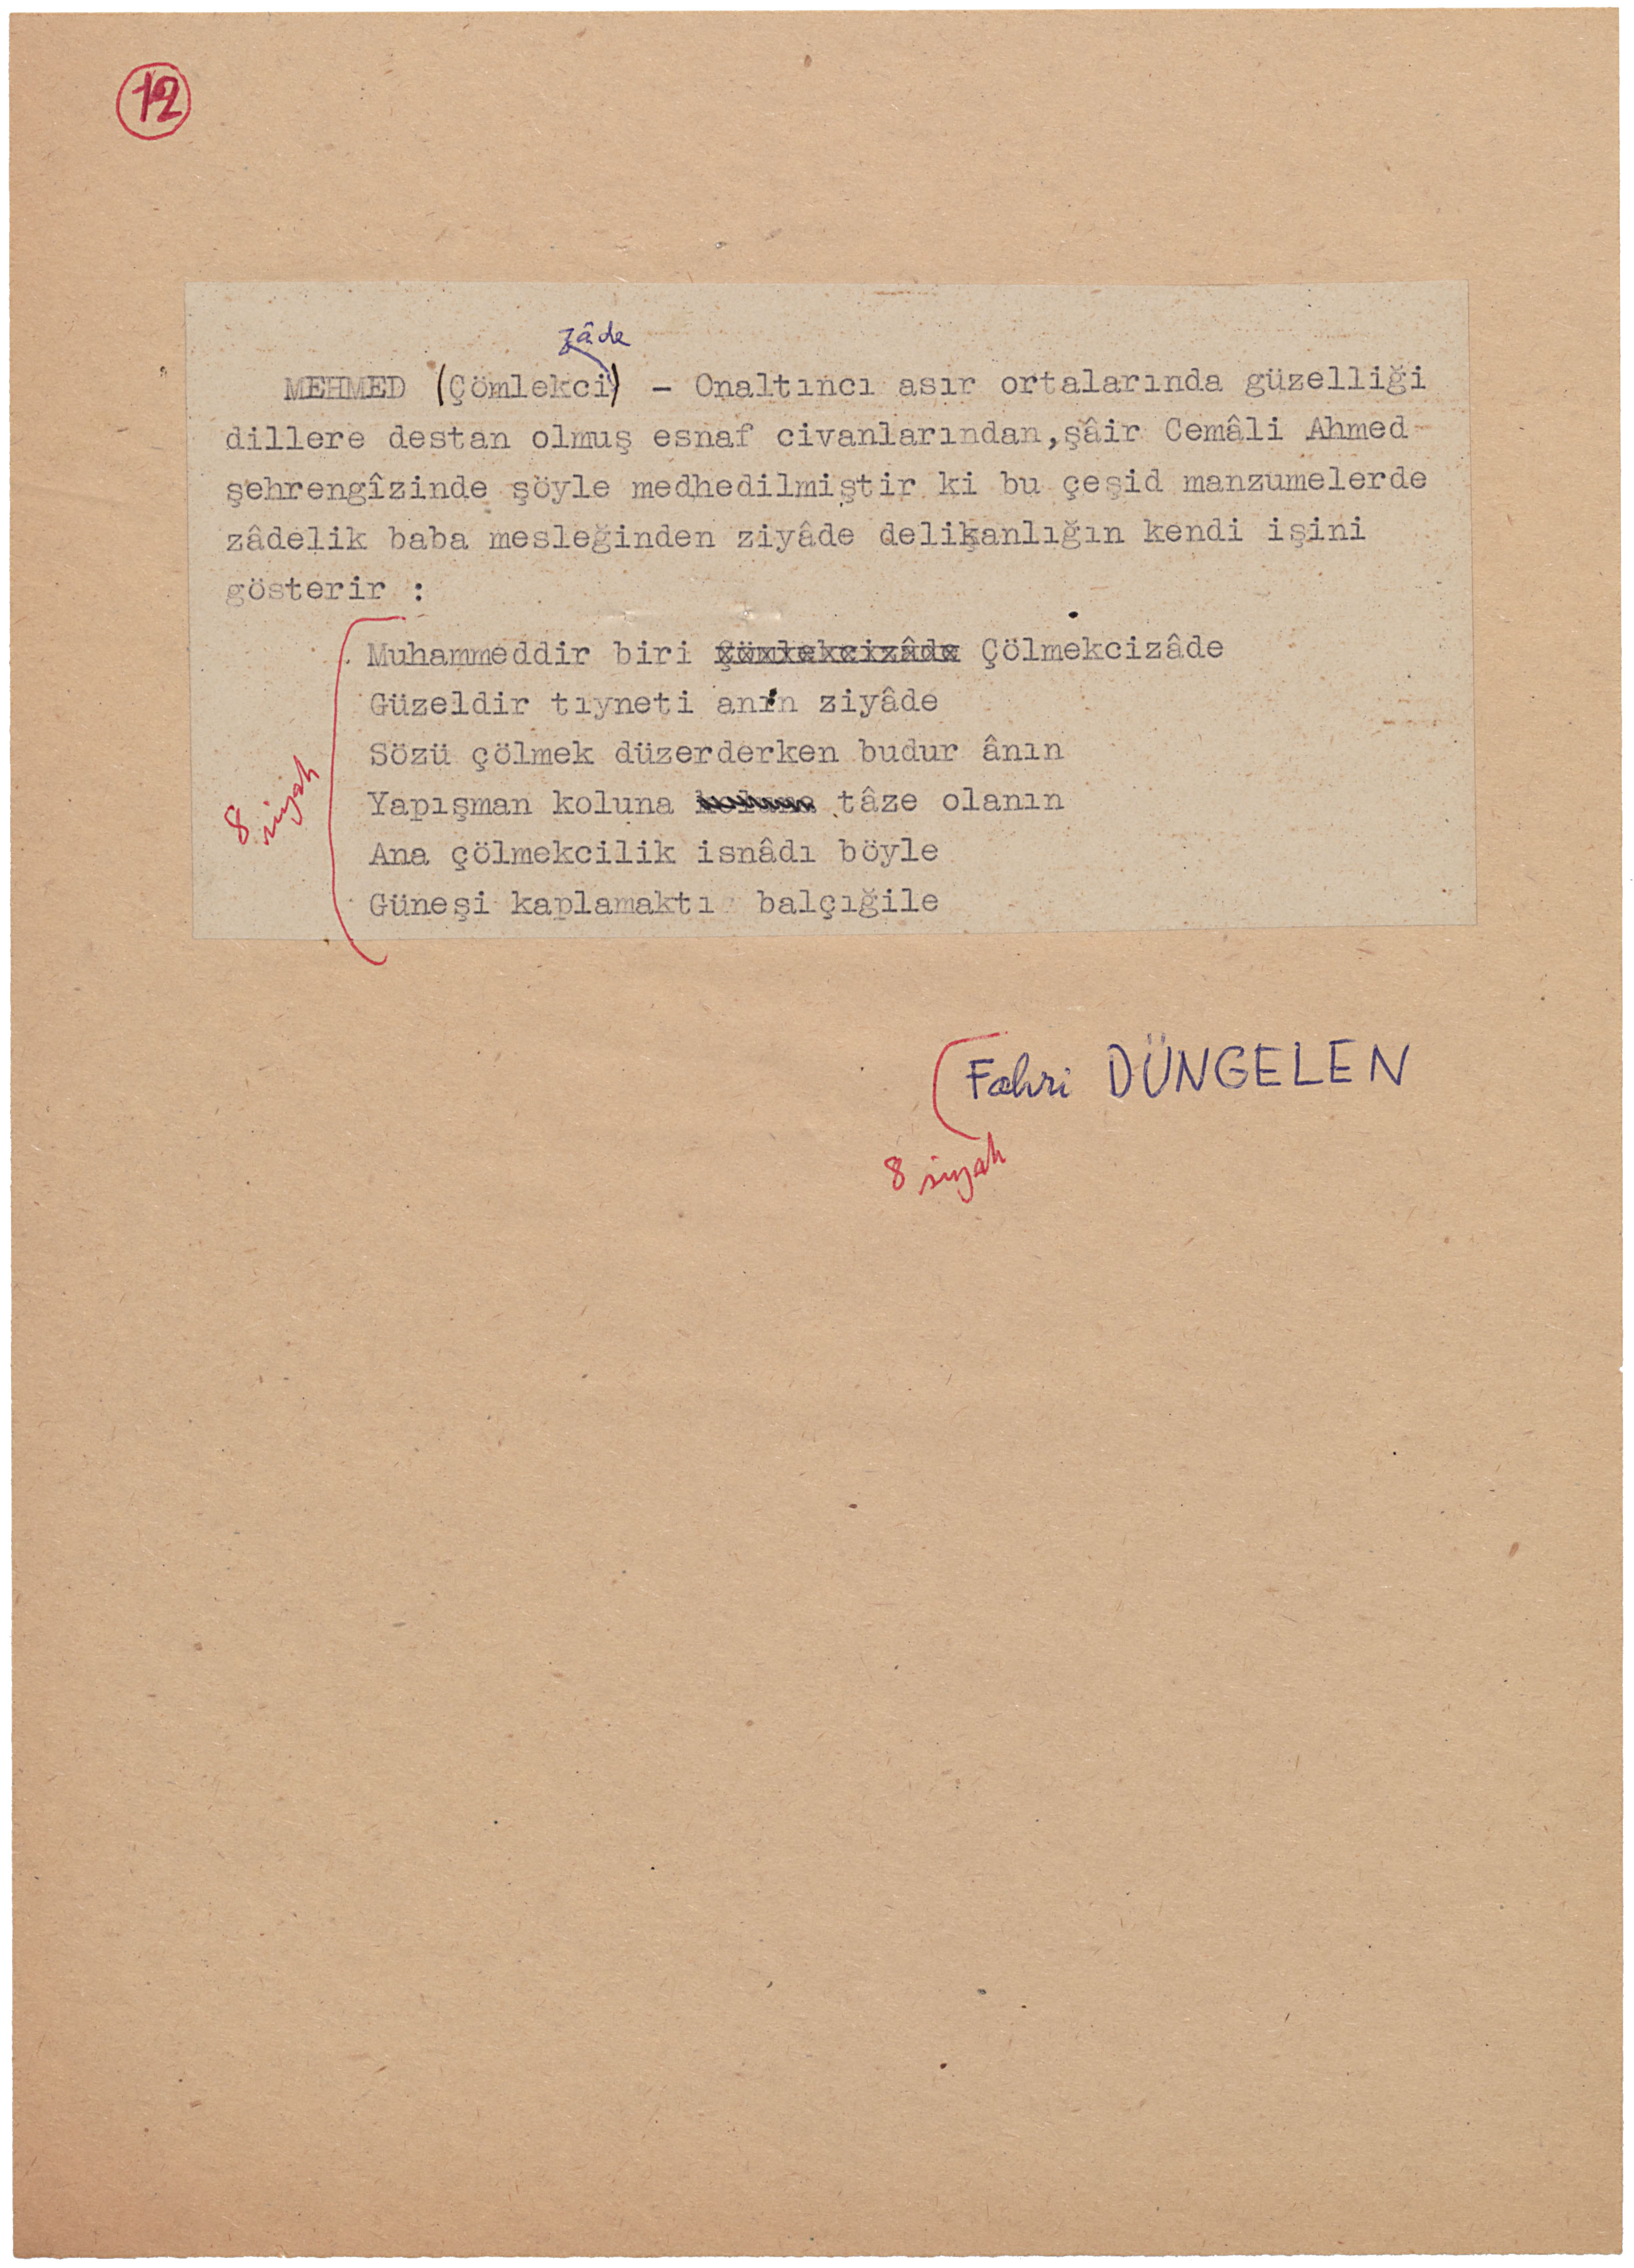 12
zâde
MEHMED (Çömlekci) - Onaltıncı asır ortalarında güzelliği
dillere destan olmuş esnaf civanlarından,şâir Cemâli Ahmed
şehrengîzinde şöyle medhedilmiştir ki bu çeşid manzumelerde
zâdelik baba mesleğinden ziyâde delikanlığın kendi işini
gösterir :
Muhammeddir biri Çömlekcizâde Çölmekcizâde
Güzeldir tıyneti anın ziyâde
Sözü çölmek düzerderken budur ânın
Yapışman koluna tâze olanın
Ana çölmekcilik isnâdı böyle
Güneşi kaplamaktı balçığile
8 siyah
Fahri DÜNGELEN
8 siyah